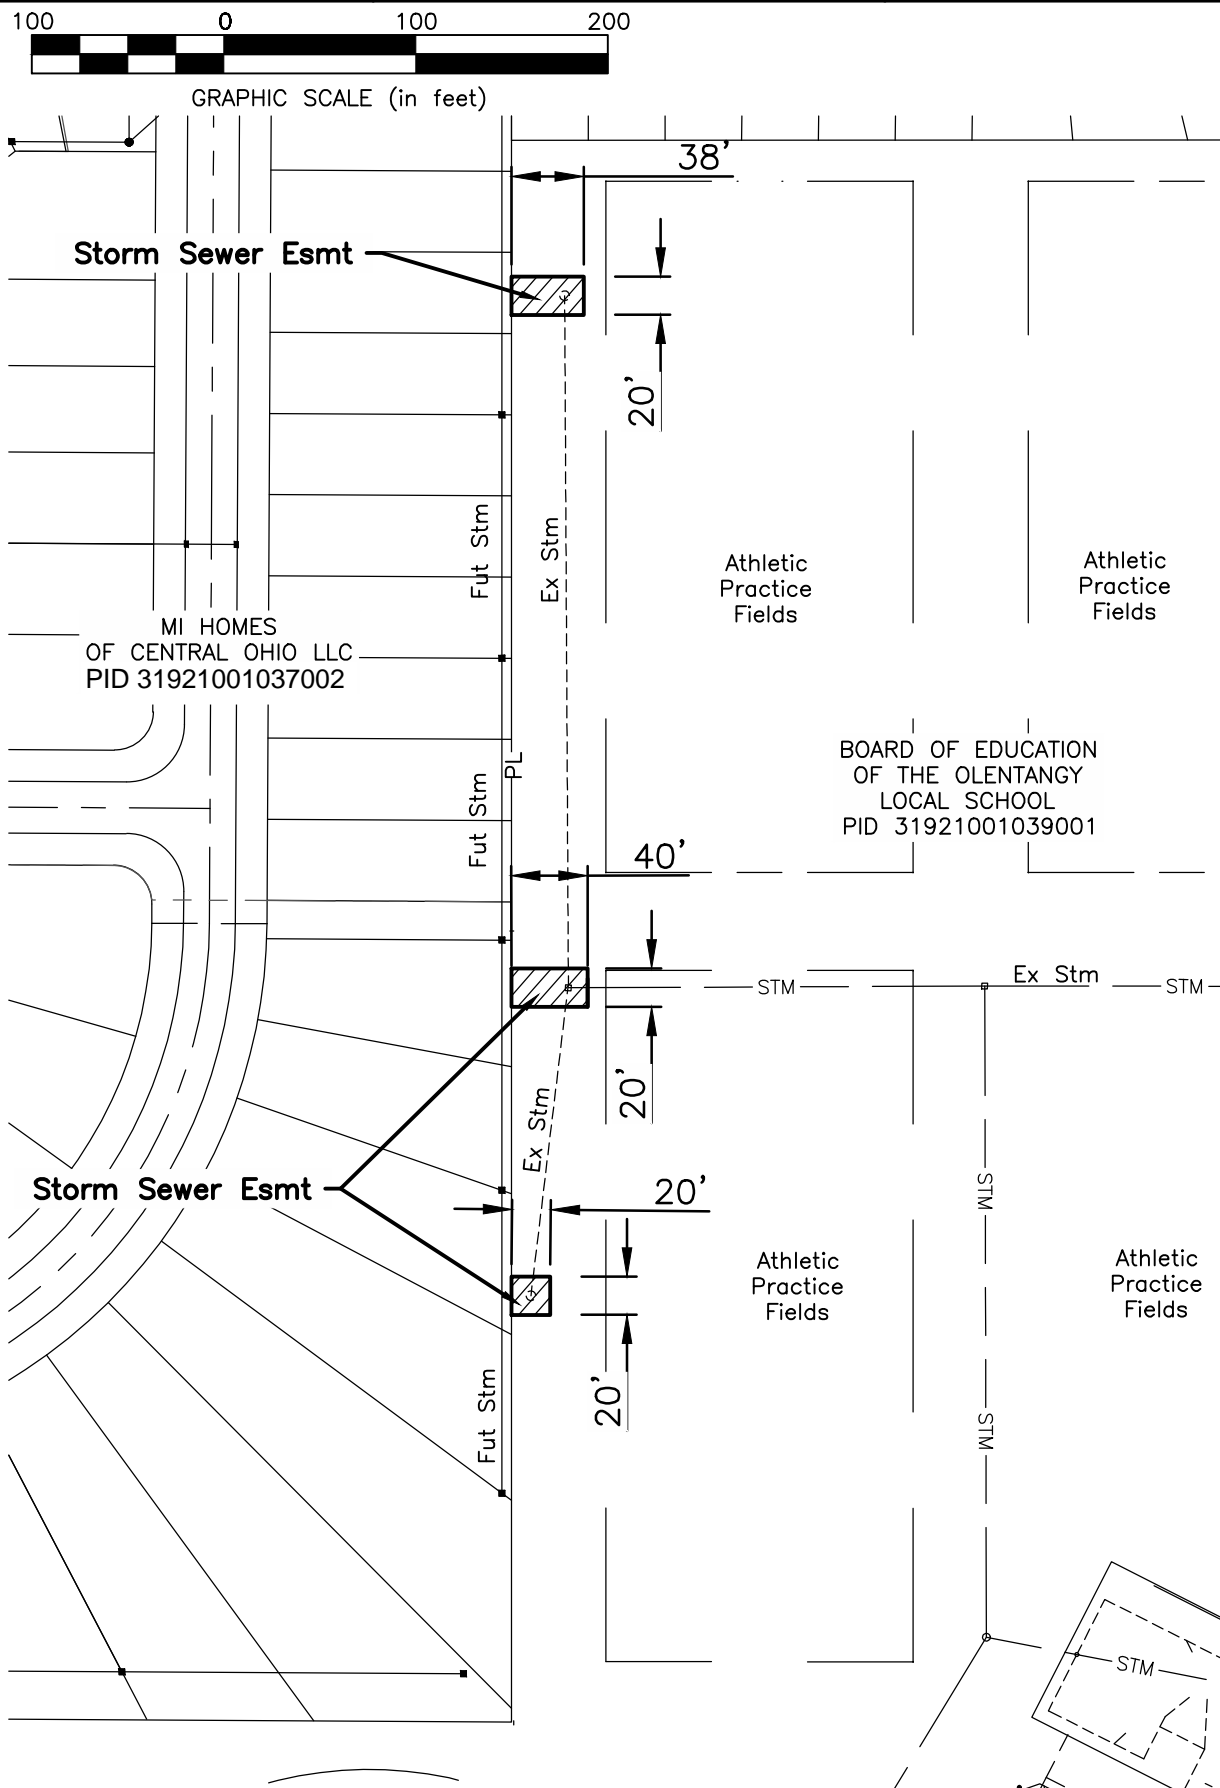 100 0 100 200
GRAPHIC SCALE (in feet)
38'
Storm Sewer Esmt
20'
Fut Stm
Ex Stm
Athletic
Practice
Fields
Athletic
Practice
Fields
MI HOMES
OF CENTRAL OHIO LLC
PID 31921001037002
PL
Fut Stm
BOARD OF EDUCATION
OF THE OLENTANGY
LOCAL SCHOOL
PID 31921001039001
40'
STM
Ex Stm
STM
20'
Ex Stm
Storm Sewer Esmt
20'
STM
Athletic
Practice
Fields
Athletic
Practice
Fields
20'
Fut Stm
STM
STM